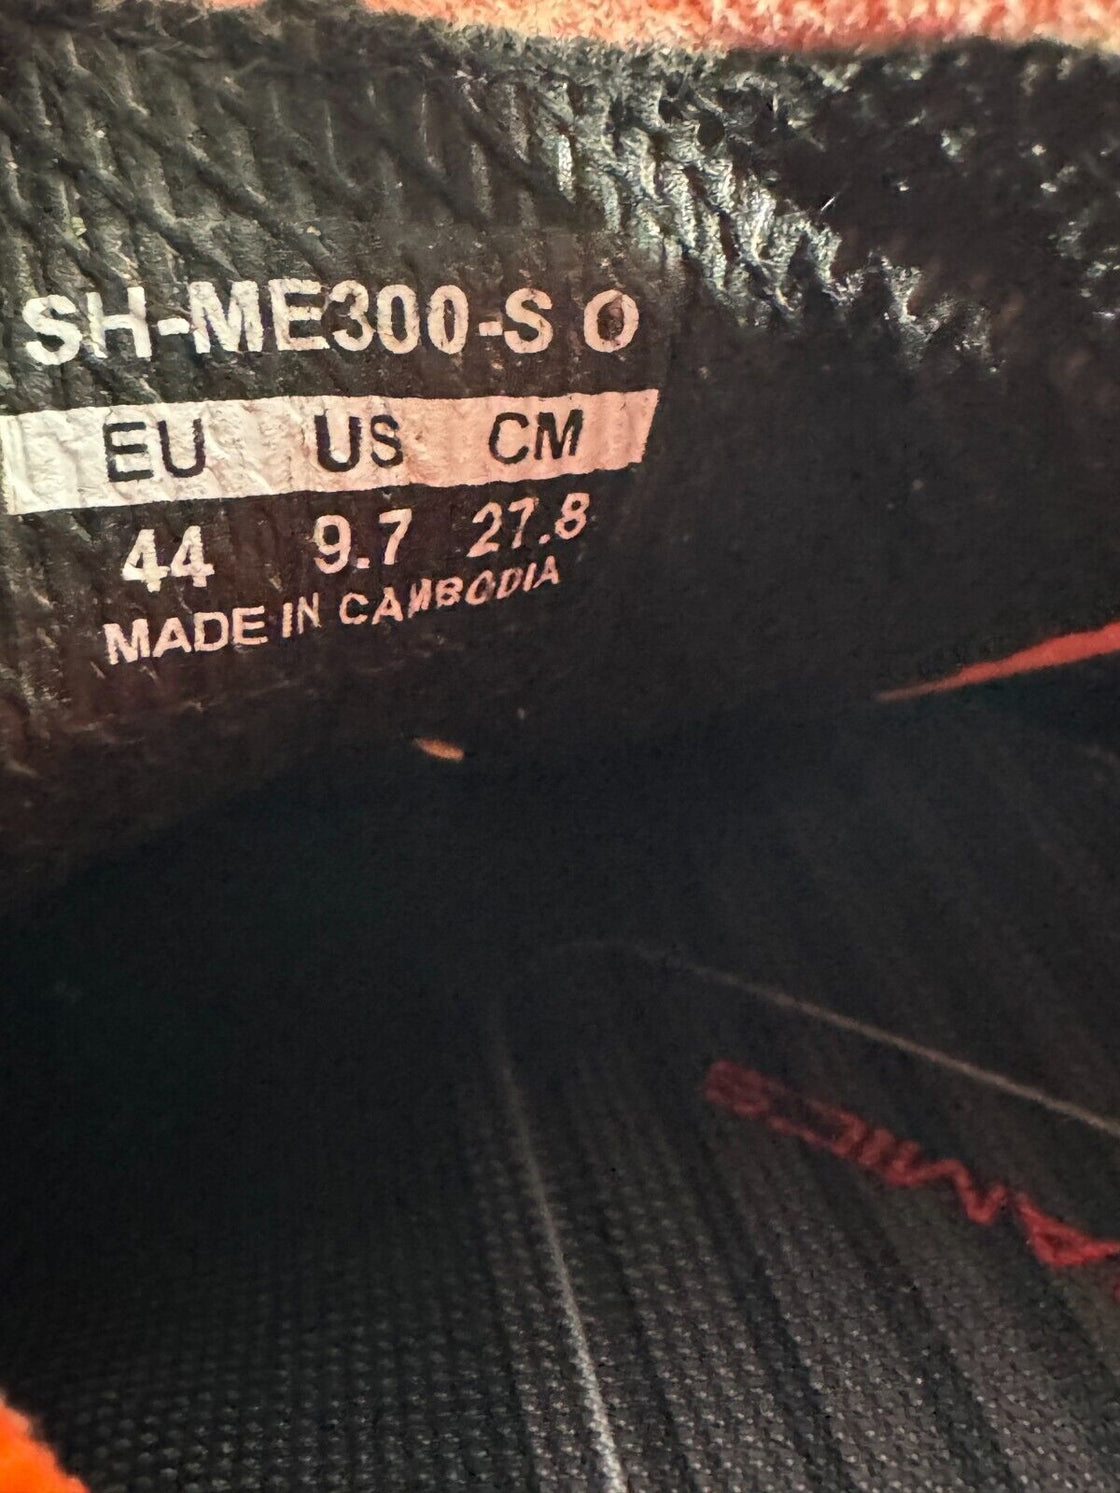 SH-ME300-S O
EU US CM
44 9.7 27.8
MADE IN CAMBODIA